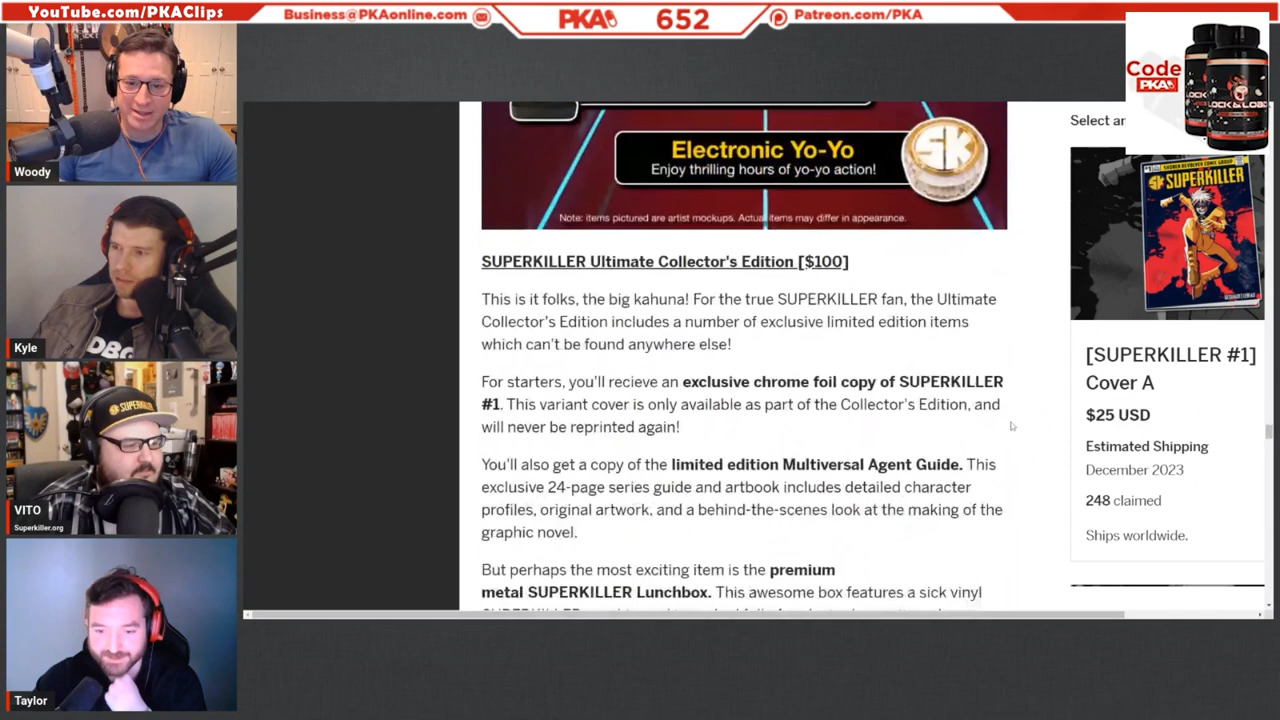 YouTube.com/PKAClips
Business@PKAonline.com
PKA
652
Patreon.com/PKA
Code
PKA
LOCK & LOAD
Woody
Kyle
VITO
Superkiller.org
Taylor
SUPERKILLER
Electronic Yo-Yo
Enjoy thrilling hours of yo-yo action!
SK
Note: items pictured are artist mockups. Actual items may differ in appearance.
SUPERKILLER Ultimate Collector's Edition [$100]
This is it folks, the big kahuna! For the true SUPERKILLER fan, the Ultimate
Collector's Edition includes a number of exclusive limited edition items
which can't be found anywhere else!
For starters, you'll recieve an exclusive chrome foil copy of SUPERKILLER
#1. This variant cover is only available as part of the Collector's Edition, and
will never be reprinted again!
You'll also get a copy of the limited edition Multiversal Agent Guide. This
exclusive 24-page series guide and artbook includes detailed character
profiles, original artwork, and a behind-the-scenes look at the making of the
graphic novel.
But perhaps the most exciting item is the premium
metal SUPERKILLER Lunchbox. This awesome box features a sick vinyl
Select
SUPERKILLER
[SUPERKILLER #1]
Cover A
$25 USD
Estimated Shipping
December 2023
248 claimed
Ships worldwide.